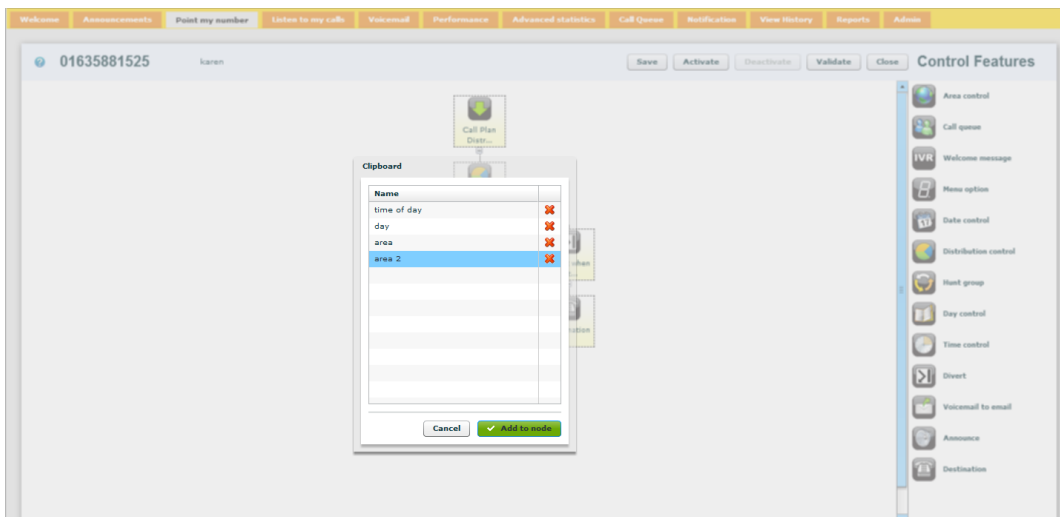 Welcome Announcements Point my number Listen to my calls Voicemail Performance Advanced statistics Call Queue Notification View History Reports Admin
? 01635881525 karen Save Activate Deactivate Validate Close Control Features
Area control
Call queue
IVR Welcome message
Menu option
Date control
Distribution control
Hunt group
Day control
Time control
Divert
Voicemail to email
Announce
Destination
Call Plan
Distr...
Clipboard
Name
time of day
day
area
area 2
Cancel Add to node